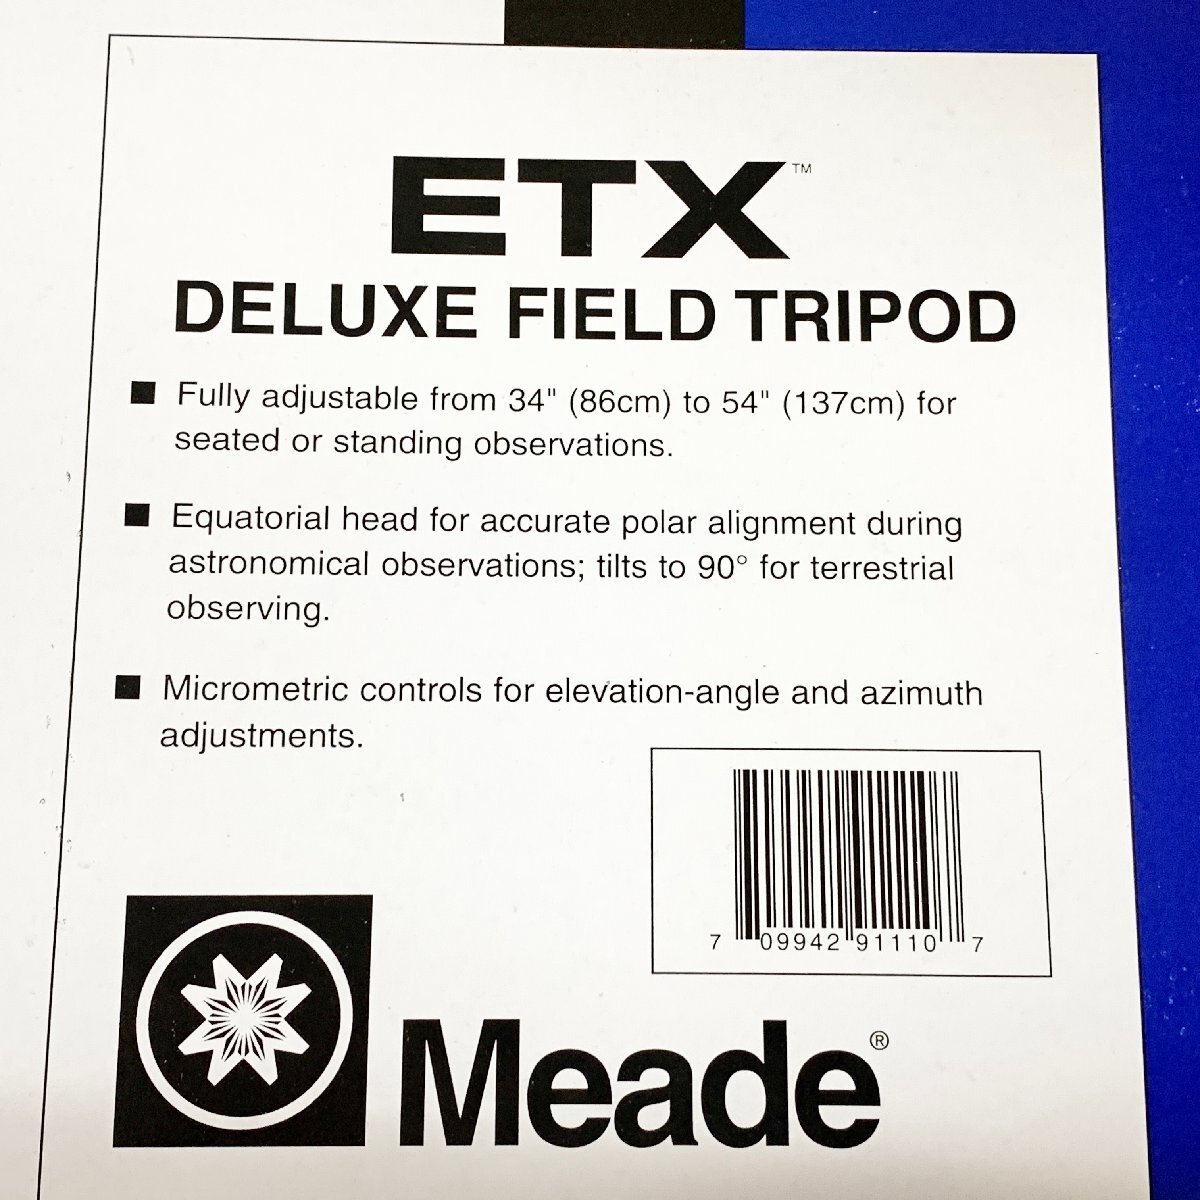 ETX™
DELUXE FIELD TRIPOD
■ Fully adjustable from 34" (86cm) to 54" (137cm) for
seated or standing observations.
■ Equatorial head for accurate polar alignment during
astronomical observations; tilts to 90° for terrestrial
observing.
■ Micrometric controls for elevation-angle and azimuth
adjustments.
7 09942 91110 7
Meade®